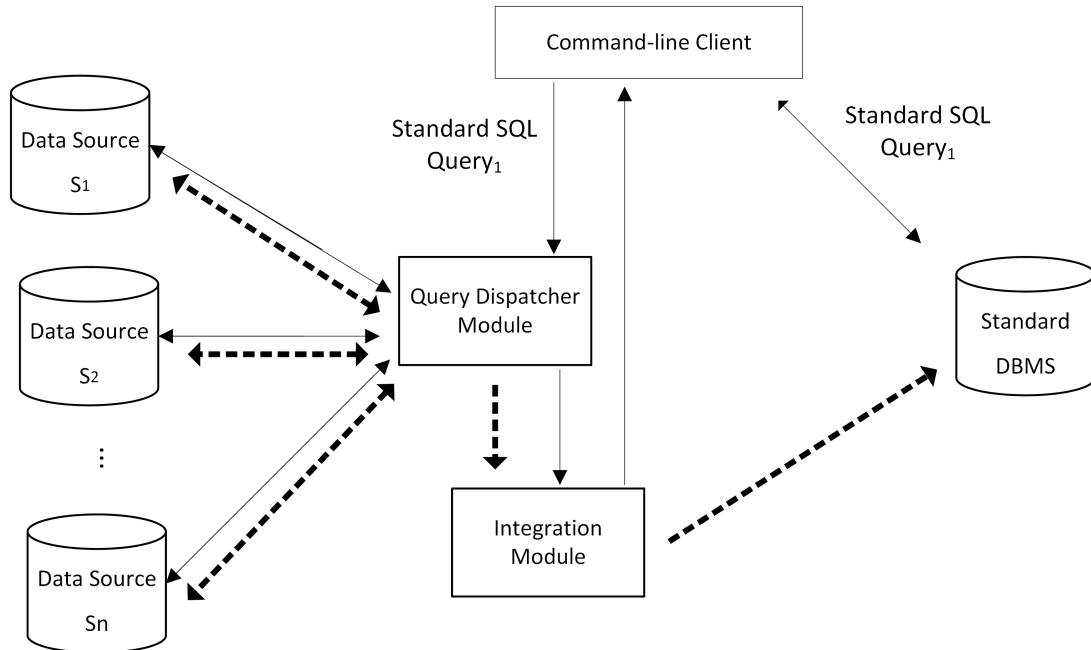 Command-line Client
Data Source
S1
Standard SQL
Query1
Standard SQL
Query1
Query Dispatcher
Module
Data Source
S2
Standard
DBMS
...
Integration
Module
Data Source
Sn